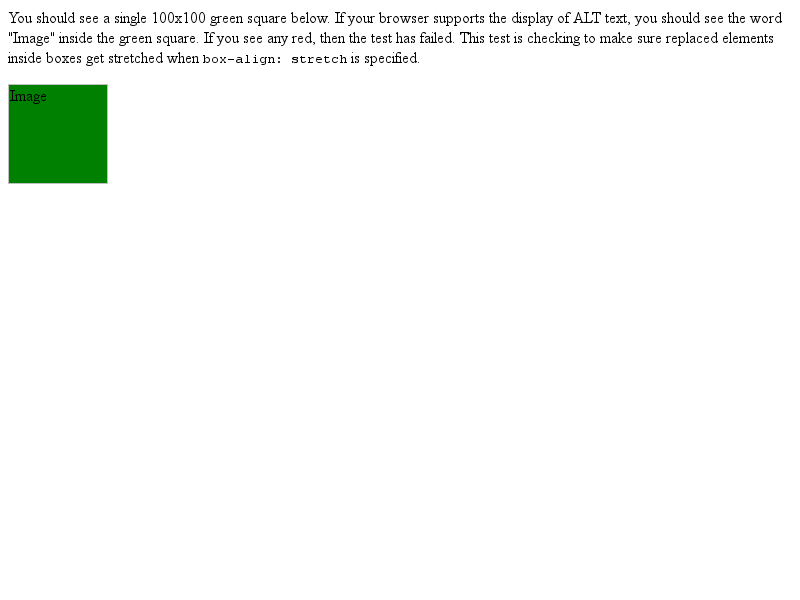 You should see a single 100x100 green square below. If your browser supports the display of ALT text, you should see the word
"Image" inside the green square. If you see any red, then the test has failed. This test is checking to make sure replaced elements
inside boxes get stretched when box-align: stretch is specified.
Image